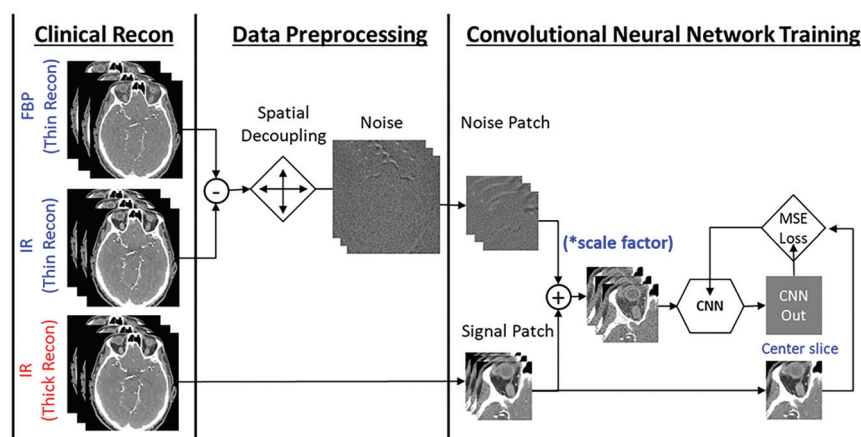 Clinical Recon
Data Preprocessing
Convolutional Neural Network Training
FBP
(Thin Recon)
IR
(Thin Recon)
IR
(Thick Recon)
-
Spatial
Decoupling
Noise
Noise Patch
(*scale factor)
+
Signal Patch
CNN
MSE
Loss
CNN
Out
Center slice